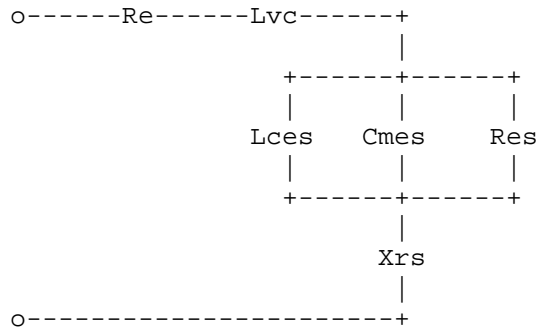 o------Re------Lvc------+
|
+------+------+
| | |
Lces Cmes Res
| | |
+------+------+
|
Xrs
|
o-----------------------+